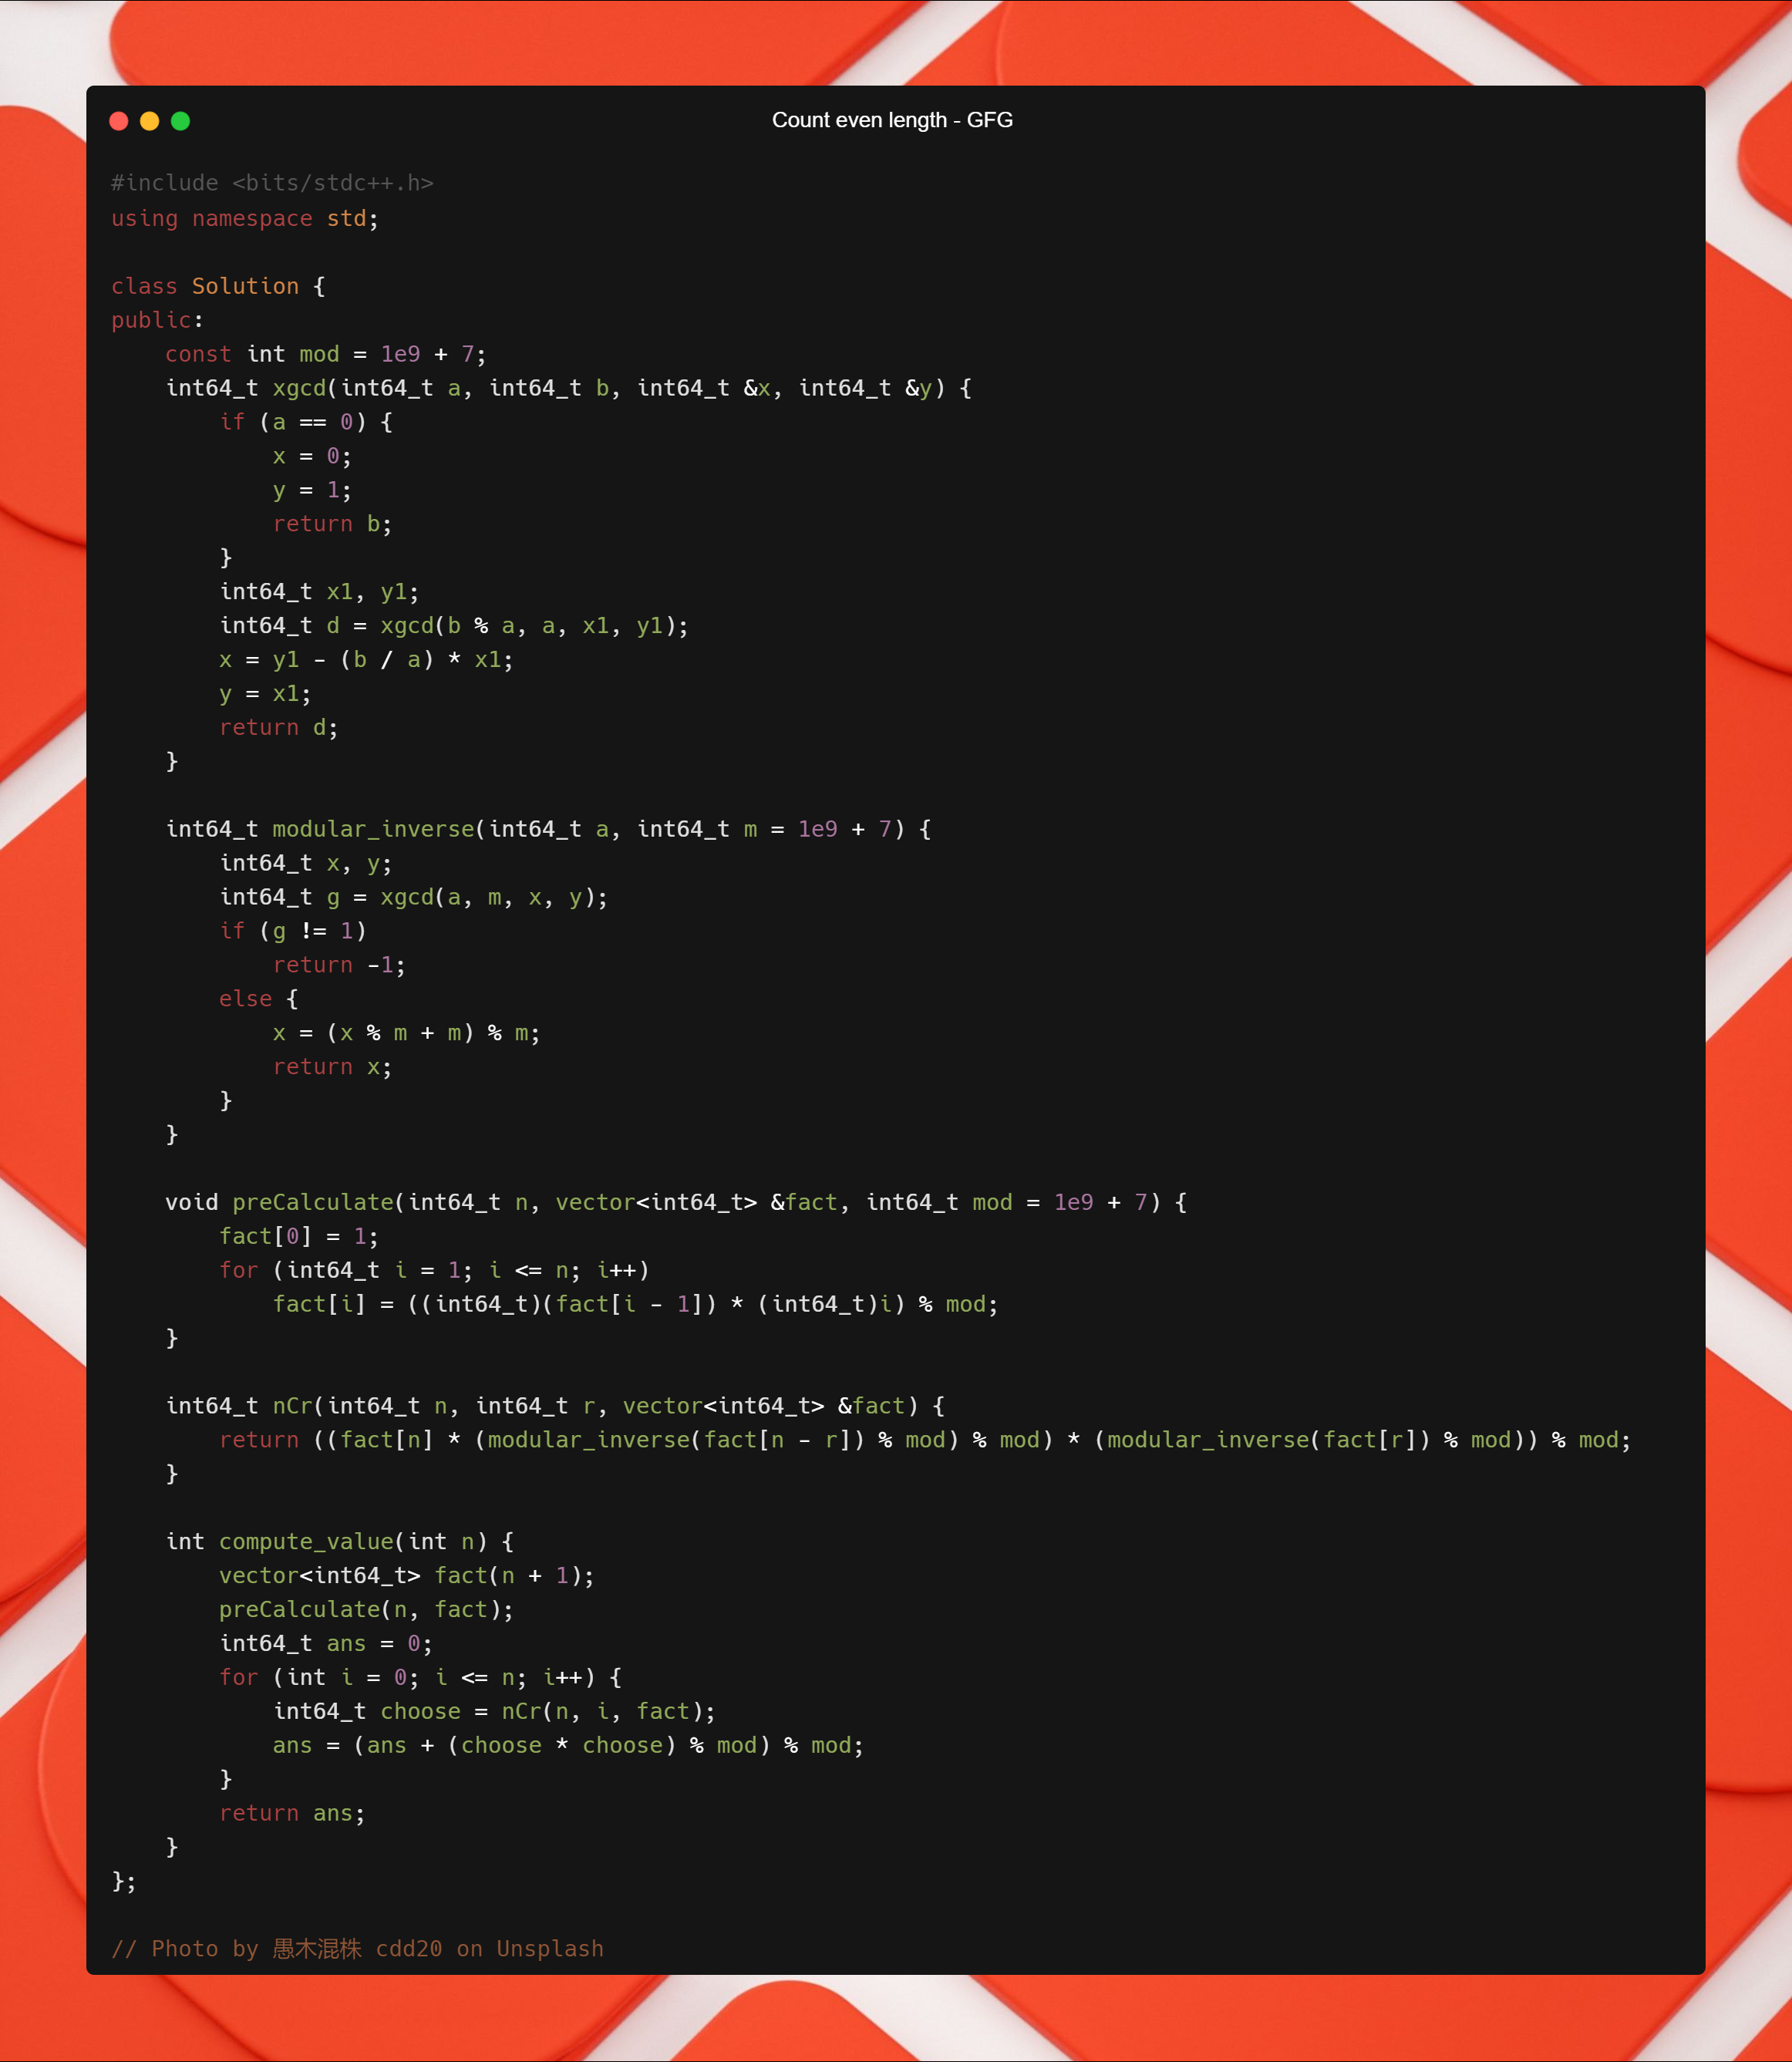 Count even length - GFG
#include <bits/stdc++.h>
using namespace std;
class Solution {
public:
    const int mod = 1e9 + 7;
    int64_t xgcd(int64_t a, int64_t b, int64_t &x, int64_t &y) {
        if (a == 0) {
            x = 0;
            y = 1;
            return b;
        }
        int64_t x1, y1;
        int64_t d = xgcd(b % a, a, x1, y1);
        x = y1 - (b / a) * x1;
        y = x1;
        return d;
    }
    int64_t modular_inverse(int64_t a, int64_t m = 1e9 + 7) {
        int64_t x, y;
        int64_t g = xgcd(a, m, x, y);
        if (g != 1)
            return -1;
        else {
            x = (x % m + m) % m;
            return x;
        }
    }
    void preCalculate(int64_t n, vector<int64_t> &fact, int64_t mod = 1e9 + 7) {
        fact[0] = 1;
        for (int64_t i = 1; i <= n; i++)
            fact[i] = ((int64_t)(fact[i - 1]) * (int64_t)i) % mod;
    }
    int64_t nCr(int64_t n, int64_t r, vector<int64_t> &fact) {
        return ((fact[n] * (modular_inverse(fact[n - r]) % mod) % mod) * (modular_inverse(fact[r]) % mod)) % mod;
    }
    int compute_value(int n) {
        vector<int64_t> fact(n + 1);
        preCalculate(n, fact);
        int64_t ans = 0;
        for (int i = 0; i <= n; i++) {
            int64_t choose = nCr(n, i, fact);
            ans = (ans + (choose * choose) % mod) % mod;
        }
        return ans;
    }
};
// Photo by 愚木混株 cdd20 on Unsplash